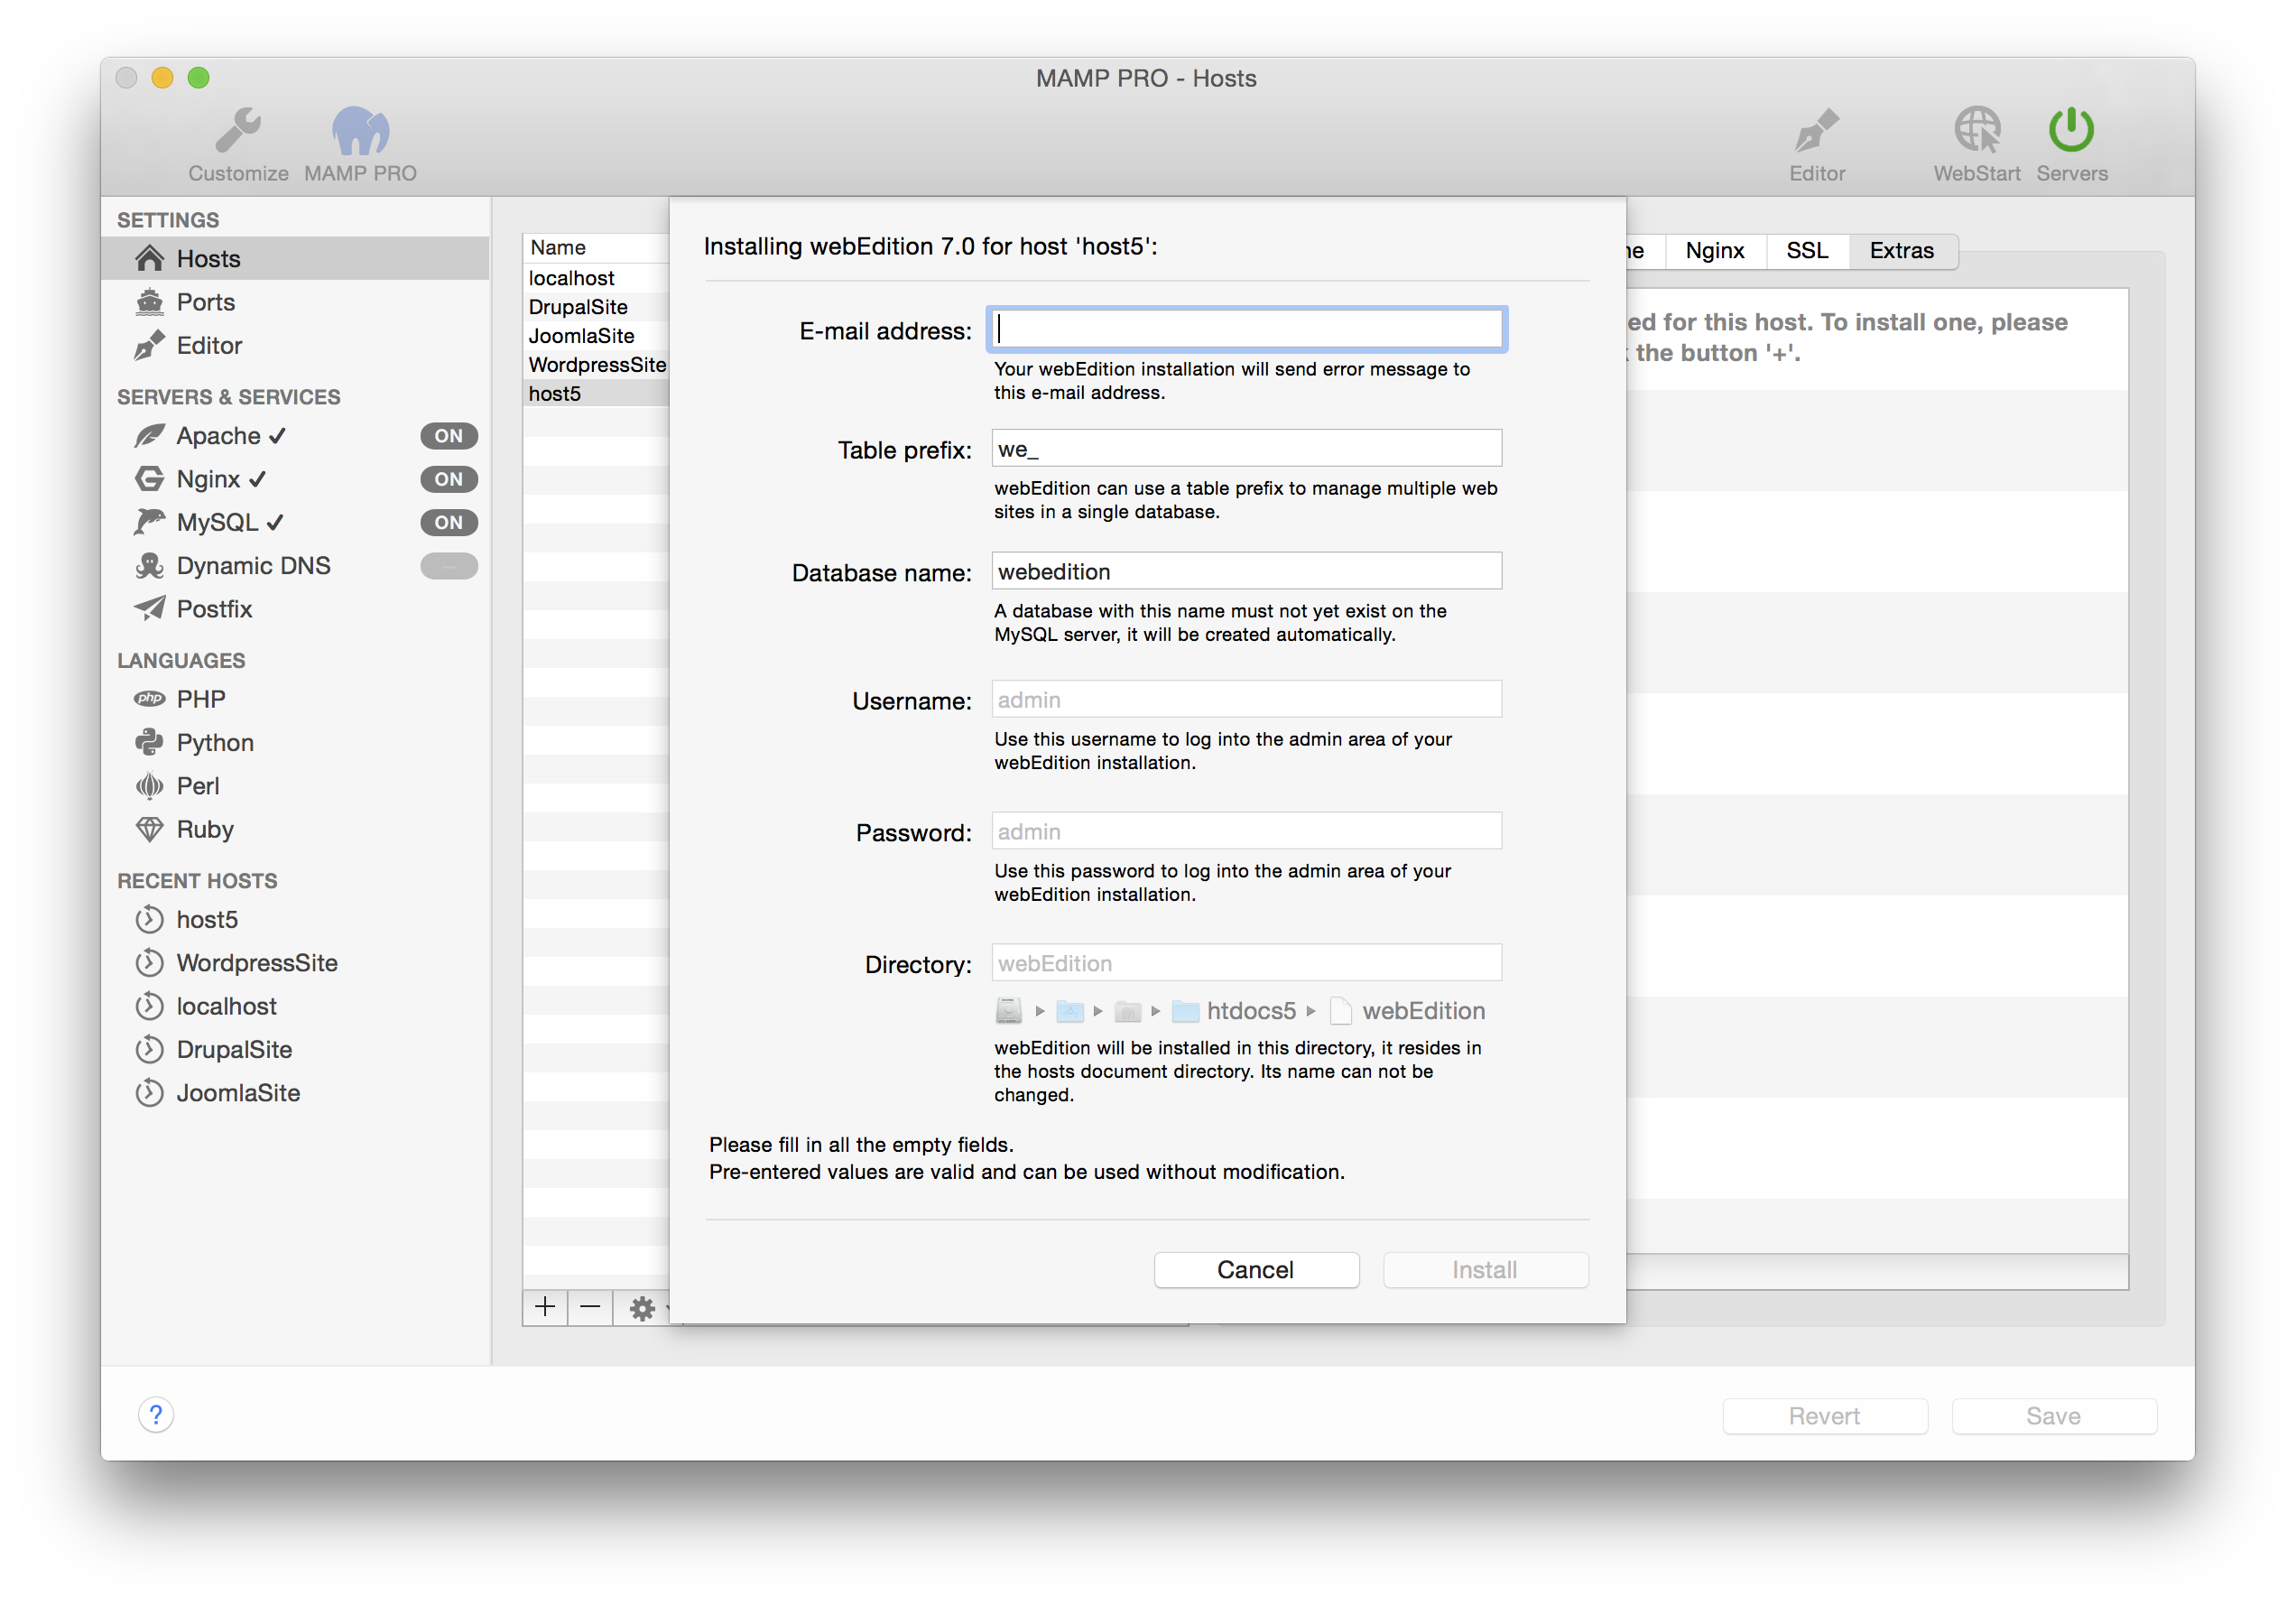 MAMP PRO - Hosts
Customize
MAMP PRO
Editor
WebStart
Servers
SETTINGS
Hosts
Ports
Editor
SERVERS & SERVICES
Apache ✓ ON
Nginx ✓ ON
MySQL ✓ ON
Dynamic DNS
Postfix
LANGUAGES
php PHP
Python
Perl
Ruby
RECENT HOSTS
host5
WordpressSite
localhost
DrupalSite
JoomlaSite
Name
localhost
DrupalSite
JoomlaSite
WordpressSite
host5
Installing webEdition 7.0 for host 'host5':
E-mail address:
Your webEdition installation will send error message to
this e-mail address.
Table prefix: we_
webEdition can use a table prefix to manage multiple web
sites in a single database.
Database name: webedition
A database with this name must not yet exist on the
MySQL server, it will be created automatically.
Username: admin
Use this username to log into the admin area of your
webEdition installation.
Password: admin
Use this password to log into the admin area of your
webEdition installation.
Directory: webEdition
htdocs5 webEdition
webEdition will be installed in this directory, it resides in
the hosts document directory. Its name can not be
changed.
Please fill in all the empty fields.
Pre-entered values are valid and can be used without modification.
Cancel
Install
Nginx
SSL
Extras
ed for this host. To install one, please
the button '+'.
?
Revert
Save